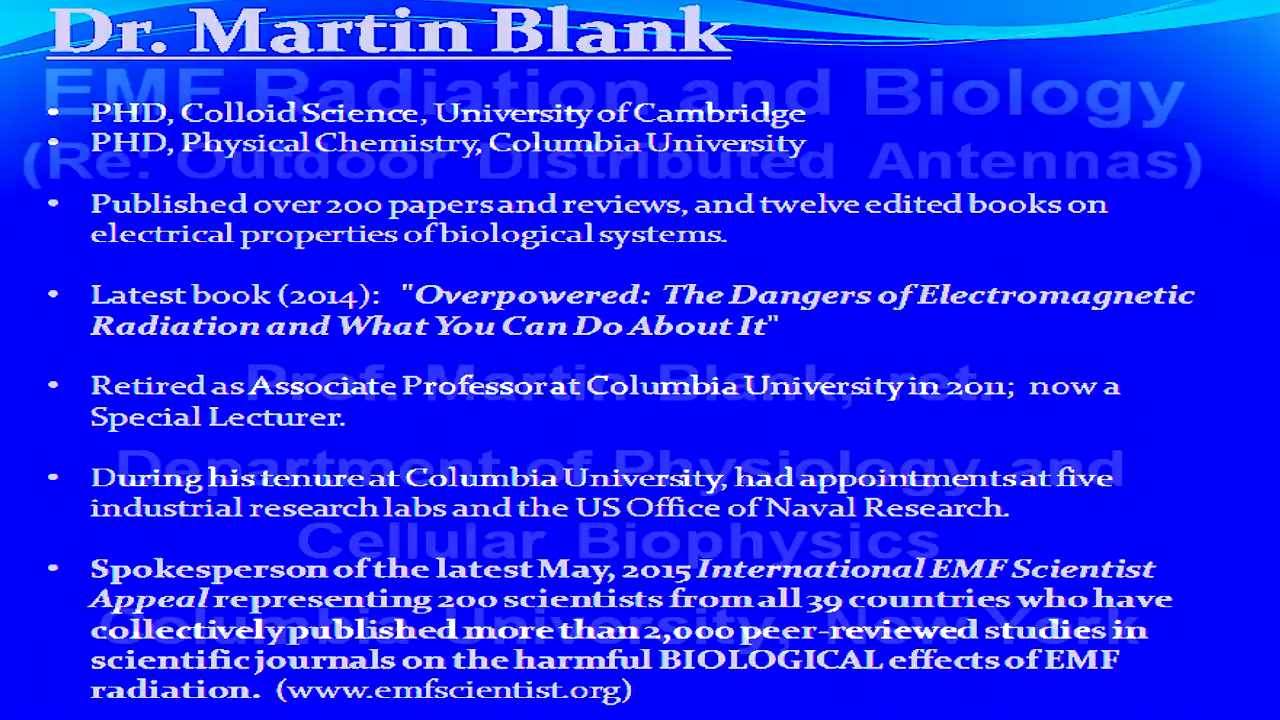 Dr. Martin Blank
EMF Radiation and Biology
• PHD, Colloid Science, University of Cambridge
• PHD, Physical Chemistry, Columbia University
(Re: Outdoor Distributed Antennas)
• Published over 200 papers and reviews, and twelve edited books on
electrical properties of biological systems.
• Latest book (2014): "Overpowered: The Dangers of Electromagnetic
Radiation and What You Can Do About It"
Prof. Martin Blank, ret.
• Retired as Associate Professor at Columbia University in 2011; now a
Special Lecturer.
Department of Physiology and
• During his tenure at Columbia University, had appointments at five
industrial research labs and the US Office of Naval Research.
Cellular Biophysics
• Spokesperson of the latest May, 2015 International EMF Scientist
Appeal representing 200 scientists from all 39 countries who have
Columbia University, New York
collectively published more than 2,000 peer-reviewed studies in
scientific journals on the harmful BIOLOGICAL effects of EMF
radiation. (www.emfscientist.org)